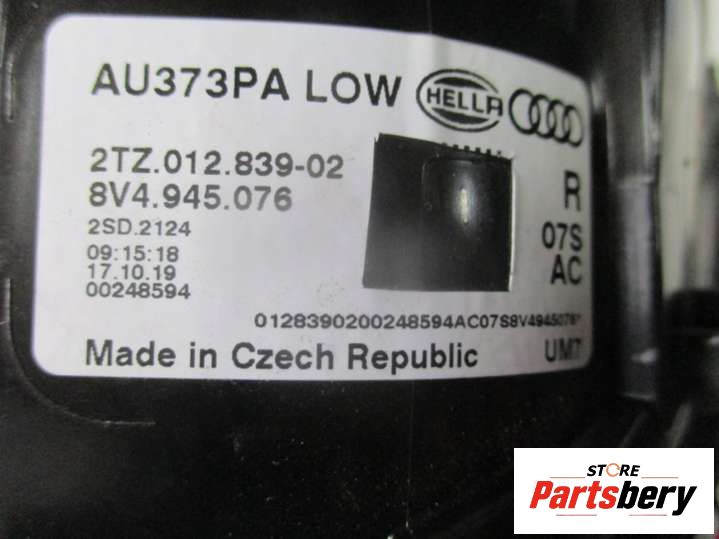 AU373PA LOW HELLA
2TZ.012.839-02
8V4.945.076 R
2SD.2124 07S
09:15:18 AC
17.10.19
00248594
0128390200248594AC07S8V4945076*
Made in Czech Republic UM7
STORE
Partsbery